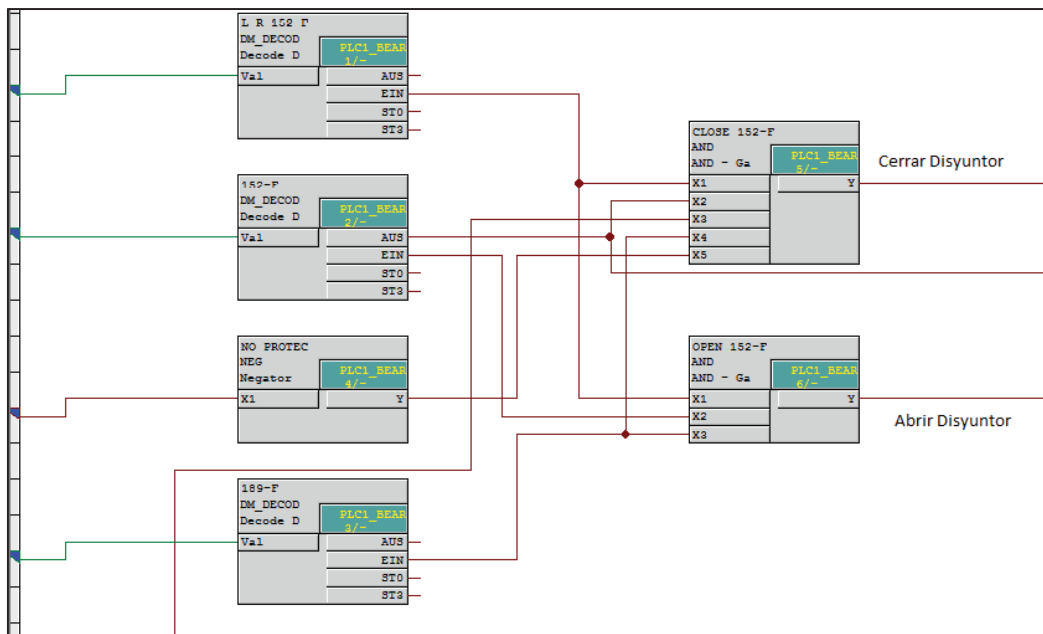 L R 152 F
DM_DECOD
Decode D
PLC1_BEAR
1/-
Val
AUS
EIN
ST0
ST3
152-F
DM_DECOD
Decode D
PLC1_BEAR
2/-
Val
AUS
EIN
ST0
ST3
NO PROTEC
NEG
Negator
PLC1_BEAR
4/-
X1
Y
189-F
DM_DECOD
Decode D
PLC1_BEAR
3/-
Val
AUS
EIN
ST0
ST3
CLOSE 152-F
AND
AND - Ga
PLC1_BEAR
5/-
X1
Y
X2
X3
X4
X5
Cerrar Disyuntor
OPEN 152-F
AND
AND - Ga
PLC1_BEAR
6/-
X1
Y
X2
X3
Abrir Disyuntor